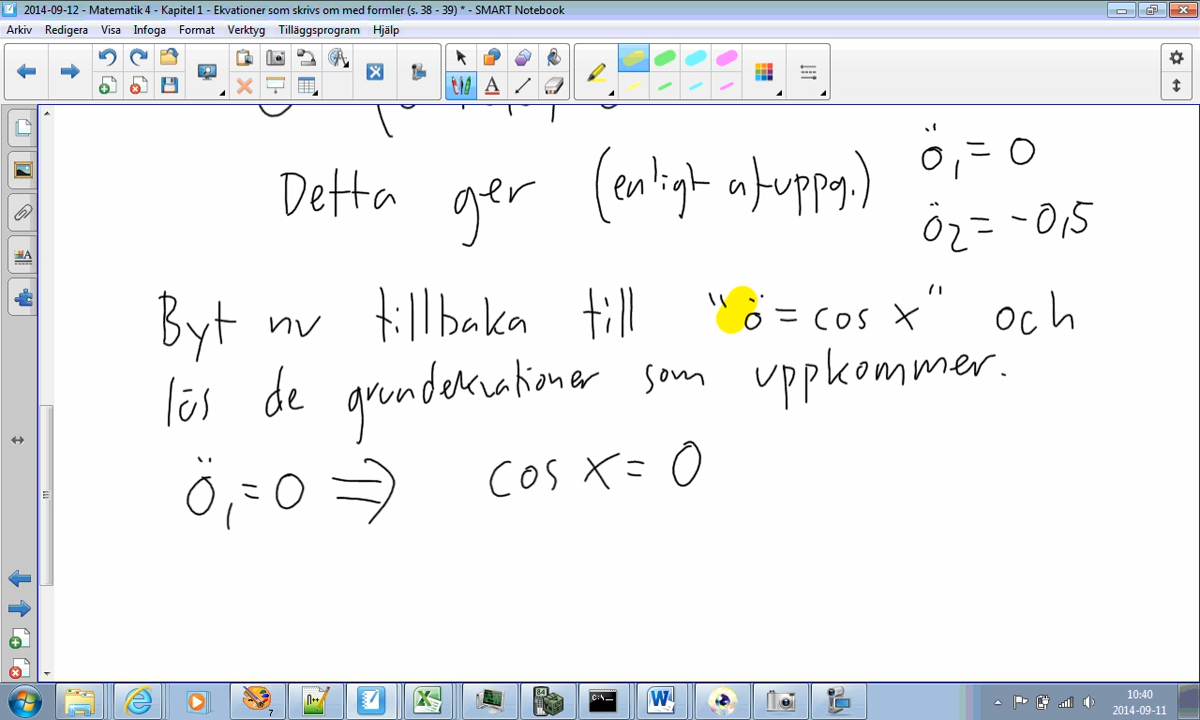 2014-09-12 - Matematik 4 - Kapitel 1 - Ekvationer som skrivs om med formler (s. 38 - 39) * - SMART Notebook
Arkiv Redigera Visa Infoga Format Verktyg Tilläggsprogram Hjälp
Detta ger (enligt a)-uppg.) ö₁ = 0
ö₂ = -0,5
Byt nu tillbaka till "ö = cos x" och
lös de grundekvationer som uppkommer.
ö₁ = 0 ⇒ cos x = 0
10:40
2014-09-11